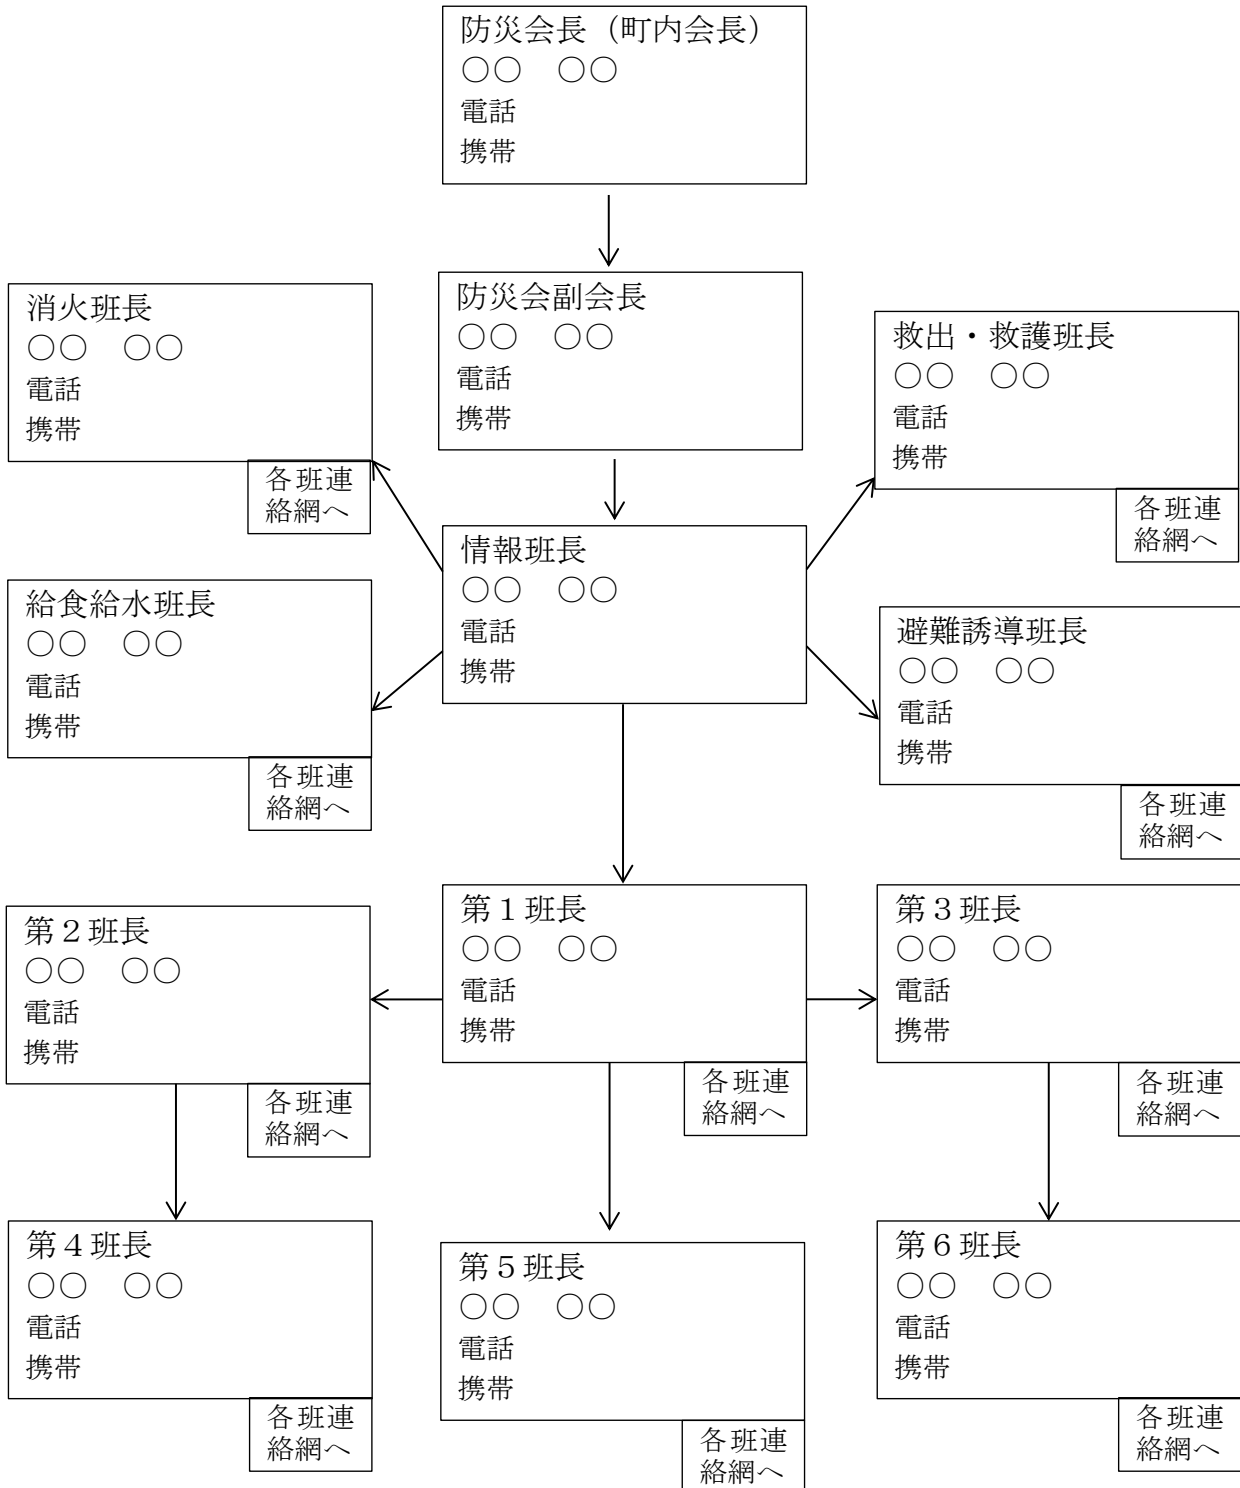 防災会長（町内会長）
○○　○○
電話
携帯
消火班長
○○　○○
電話
携帯
各班連
絡網へ
防災会副会長
○○　○○
電話
携帯
救出・救護班長
○○　○○
電話
携帯
各班連
絡網へ
給食給水班長
○○　○○
電話
携帯
各班連
絡網へ
情報班長
○○　○○
電話
携帯
避難誘導班長
○○　○○
電話
携帯
各班連
絡網へ
第２班長
○○　○○
電話
携帯
各班連
絡網へ
第１班長
○○　○○
電話
携帯
各班連
絡網へ
第３班長
○○　○○
電話
携帯
各班連
絡網へ
第４班長
○○　○○
電話
携帯
各班連
絡網へ
第５班長
○○　○○
電話
携帯
各班連
絡網へ
第６班長
○○　○○
電話
携帯
各班連
絡網へ